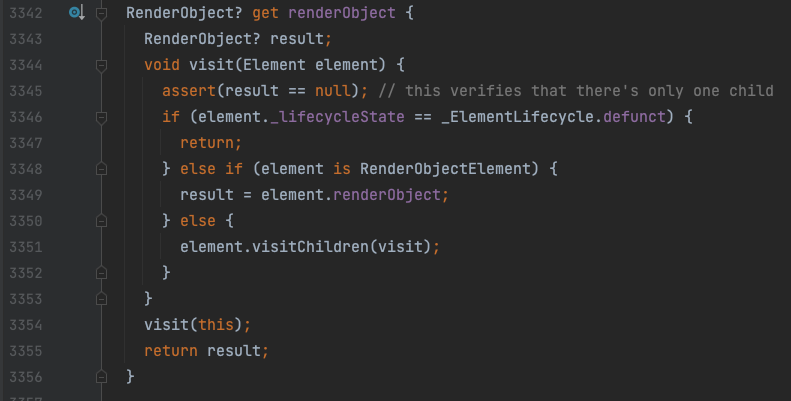 3342 RenderObject? get renderObject {
3343 RenderObject? result;
3344 void visit(Element element) {
3345 assert(result == null); // this verifies that there's only one child
3346 if (element._lifecycleState == _ElementLifecycle.defunct) {
3347 return;
3348 } else if (element is RenderObjectElement) {
3349 result = element.renderObject;
3350 } else {
3351 element.visitChildren(visit);
3352 }
3353 }
3354 visit(this);
3355 return result;
3356 }